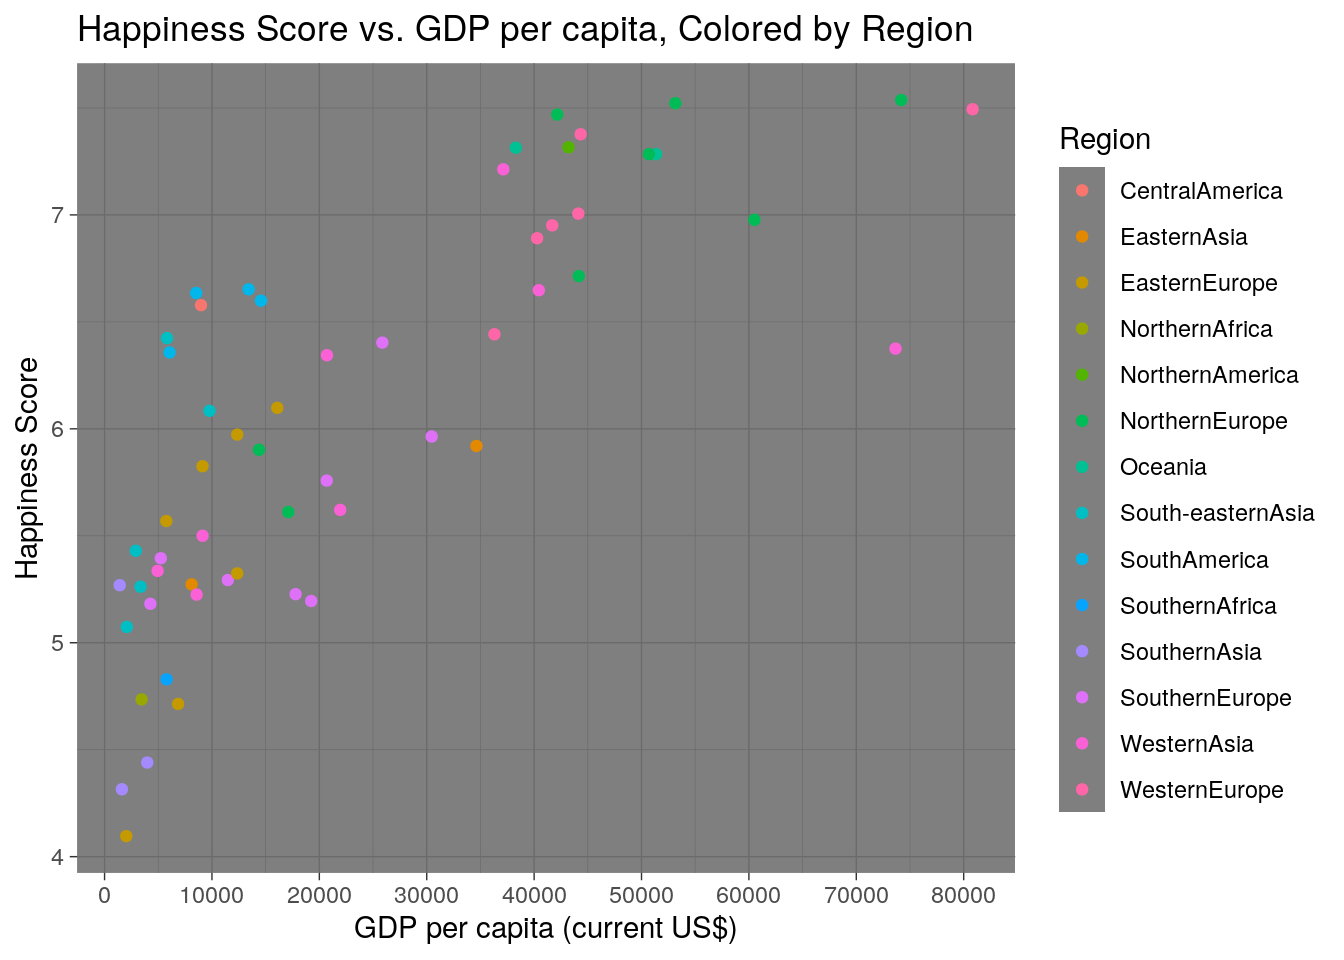 Happiness Score vs. GDP per capita, Colored by Region
Happiness Score
7
6
5
4
0 10000 20000 30000 40000 50000 60000 70000 80000
GDP per capita (current US$)
Region
CentralAmerica
EasternAsia
EasternEurope
NorthernAfrica
NorthernAmerica
NorthernEurope
Oceania
South-easternAsia
SouthAmerica
SouthernAfrica
SouthernAsia
SouthernEurope
WesternAsia
WesternEurope